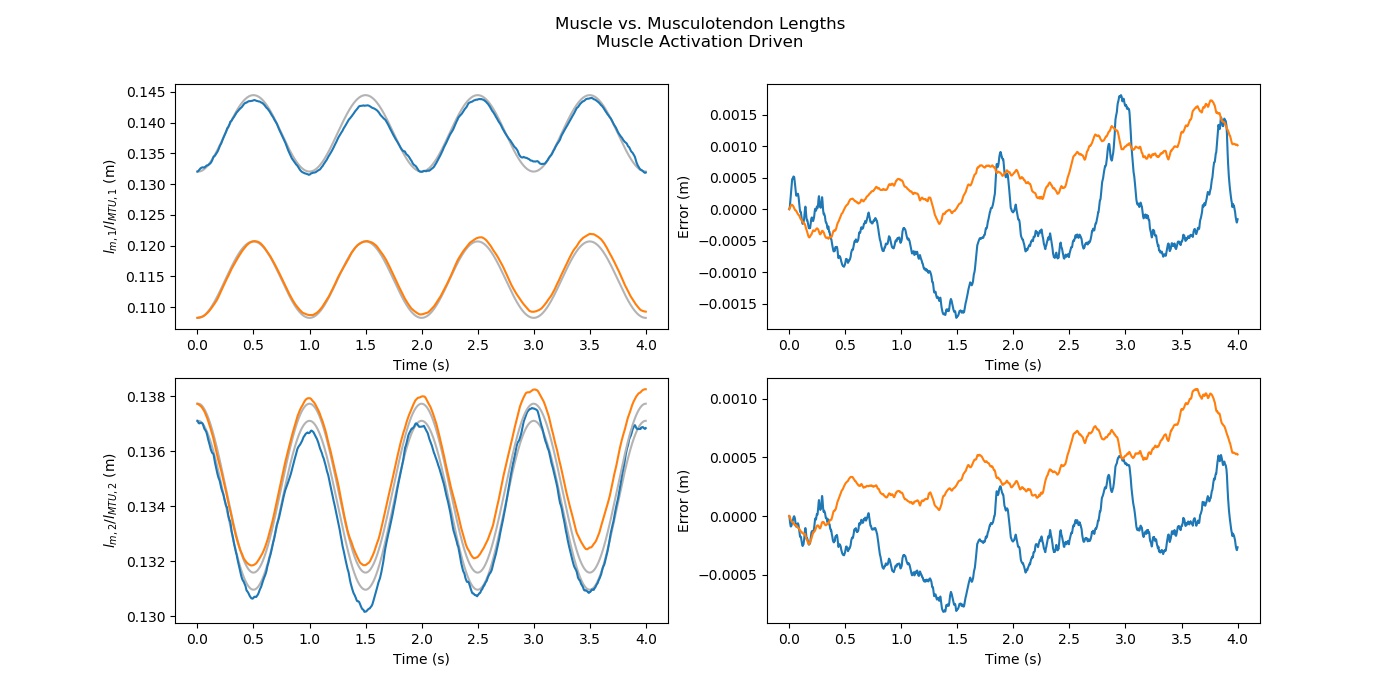 Muscle vs. Musculotendon Lengths
Muscle Activation Driven
l_{m,1}/l_{MTU,1} (m)
0.145
0.140
0.135
0.130
0.125
0.120
0.115
0.110
0.0 0.5 1.0 1.5 2.0 2.5 3.0 3.5 4.0
Time (s)
Error (m)
0.0015
0.0010
0.0005
0.0000
−0.0005
−0.0010
−0.0015
0.0 0.5 1.0 1.5 2.0 2.5 3.0 3.5 4.0
Time (s)
l_{m,2}/l_{MTU,2} (m)
0.138
0.136
0.134
0.132
0.130
0.0 0.5 1.0 1.5 2.0 2.5 3.0 3.5 4.0
Time (s)
Error (m)
0.0010
0.0005
0.0000
−0.0005
0.0 0.5 1.0 1.5 2.0 2.5 3.0 3.5 4.0
Time (s)